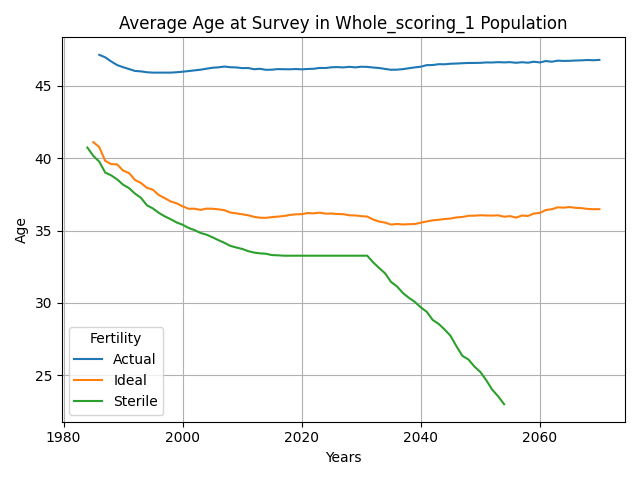 Average Age at Survey in Whole_scoring_1 Population
Age
45
40
35
30
25
Fertility
Actual
Ideal
Sterile
1980
2000
2020
2040
2060
Years